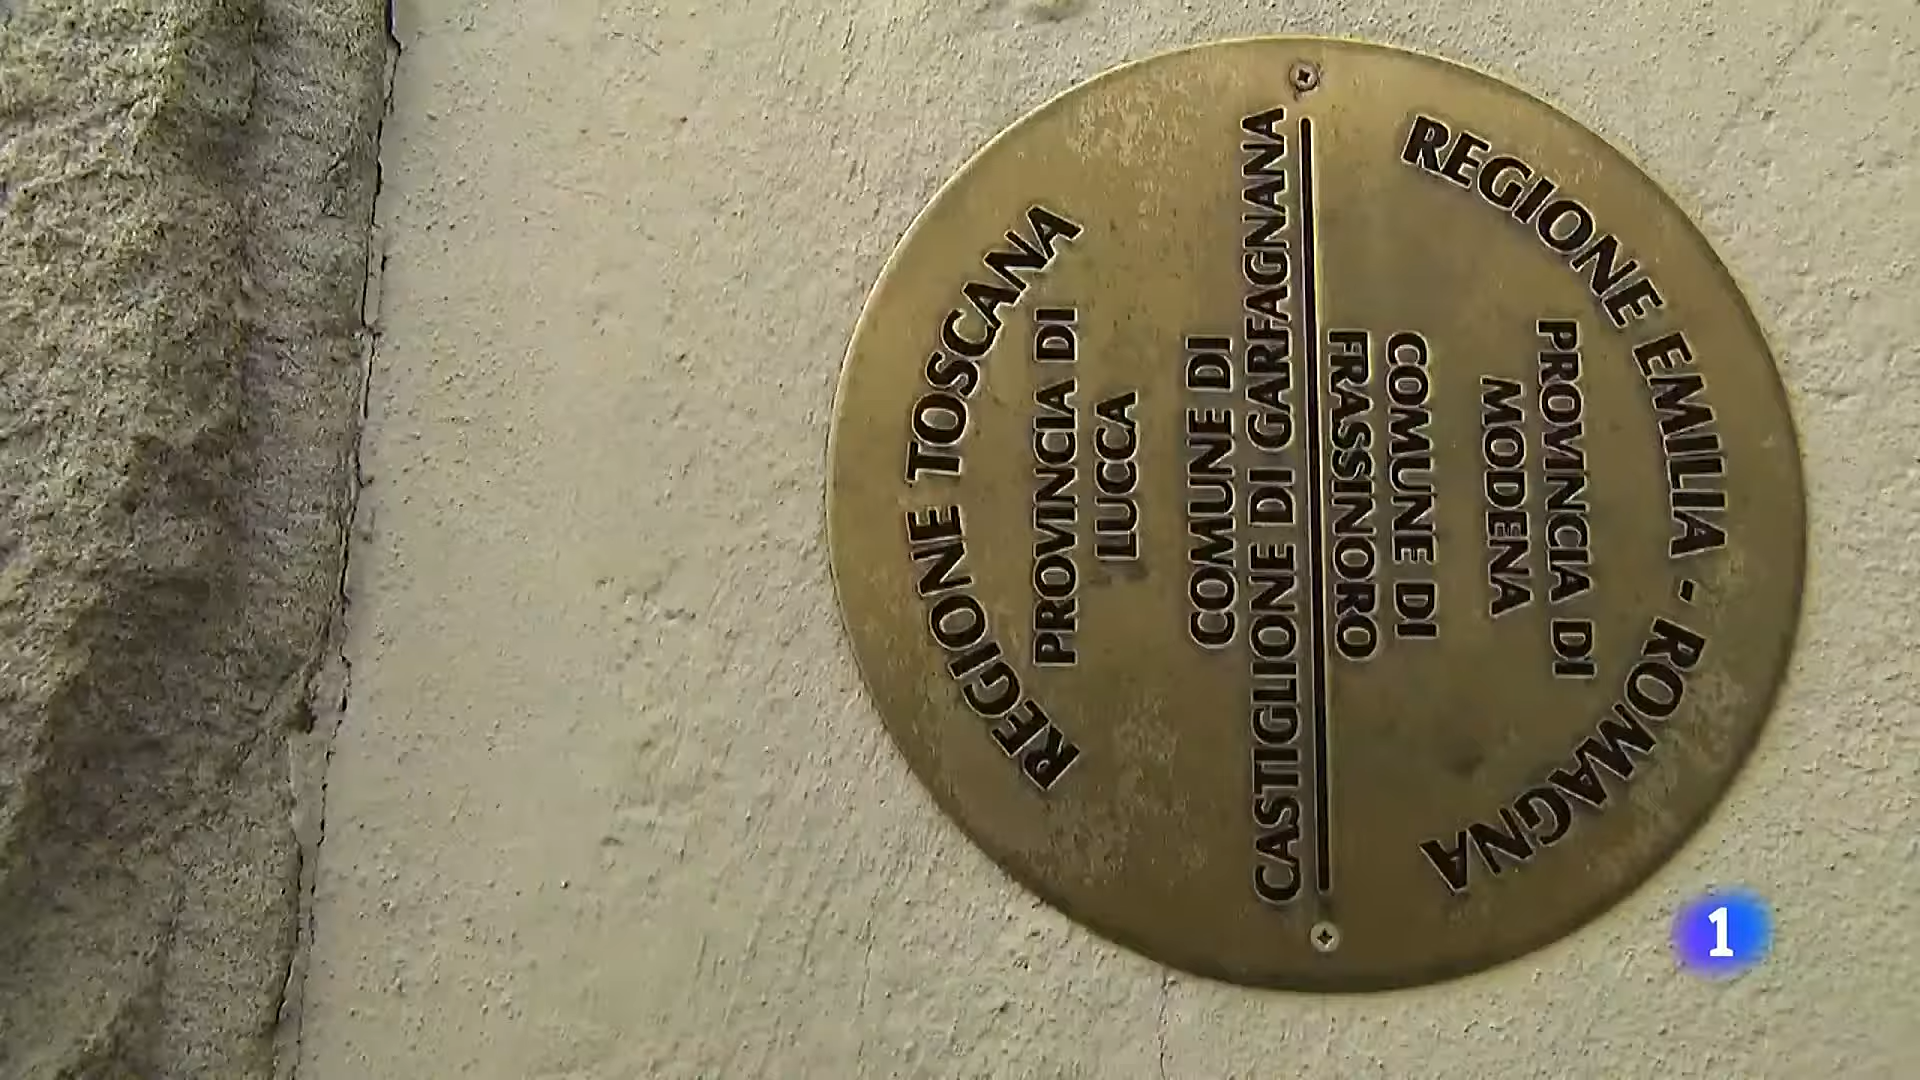 REGIONE TOSCANA
PROVINCIA DI
LUCCA
COMUNE DI
CASTIGLIONE DI GARFAGNANA
REGIONE EMILIA - ROMAGNA
PROVINCIA DI
MODENA
COMUNE DI
FRASSINORO
1